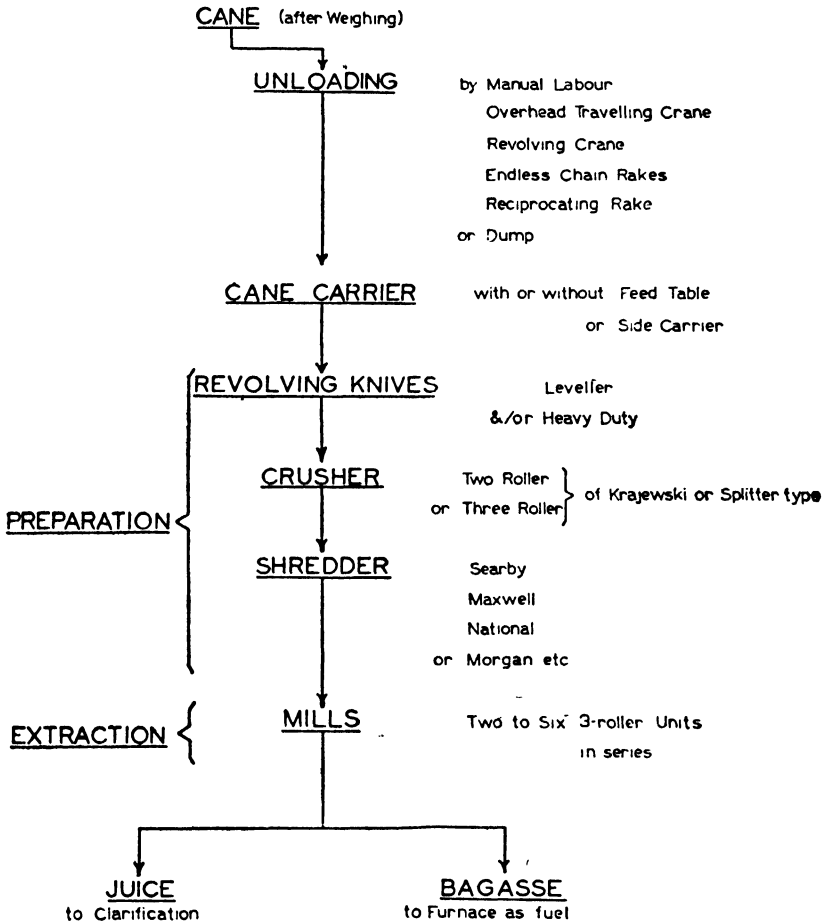 CANE (after Weighing)
UNLOADING by Manual Labour
Overhead Travelling Crane
Revolving Crane
Endless Chain Rakes
Reciprocating Rake
or Dump
CANE CARRIER with or without Feed Table
or Side Carrier
REVOLVING KNIVES Leveller
&/or Heavy Duty
CRUSHER Two Roller
or Three Roller of Krajewski or Splitter type
PREPARATION
SHREDDER Searby
Maxwell
National
or Morgan etc
MILLS Two to Six 3-roller Units
in series
EXTRACTION
JUICE
to Clarification
BAGASSE
to Furnace as fuel